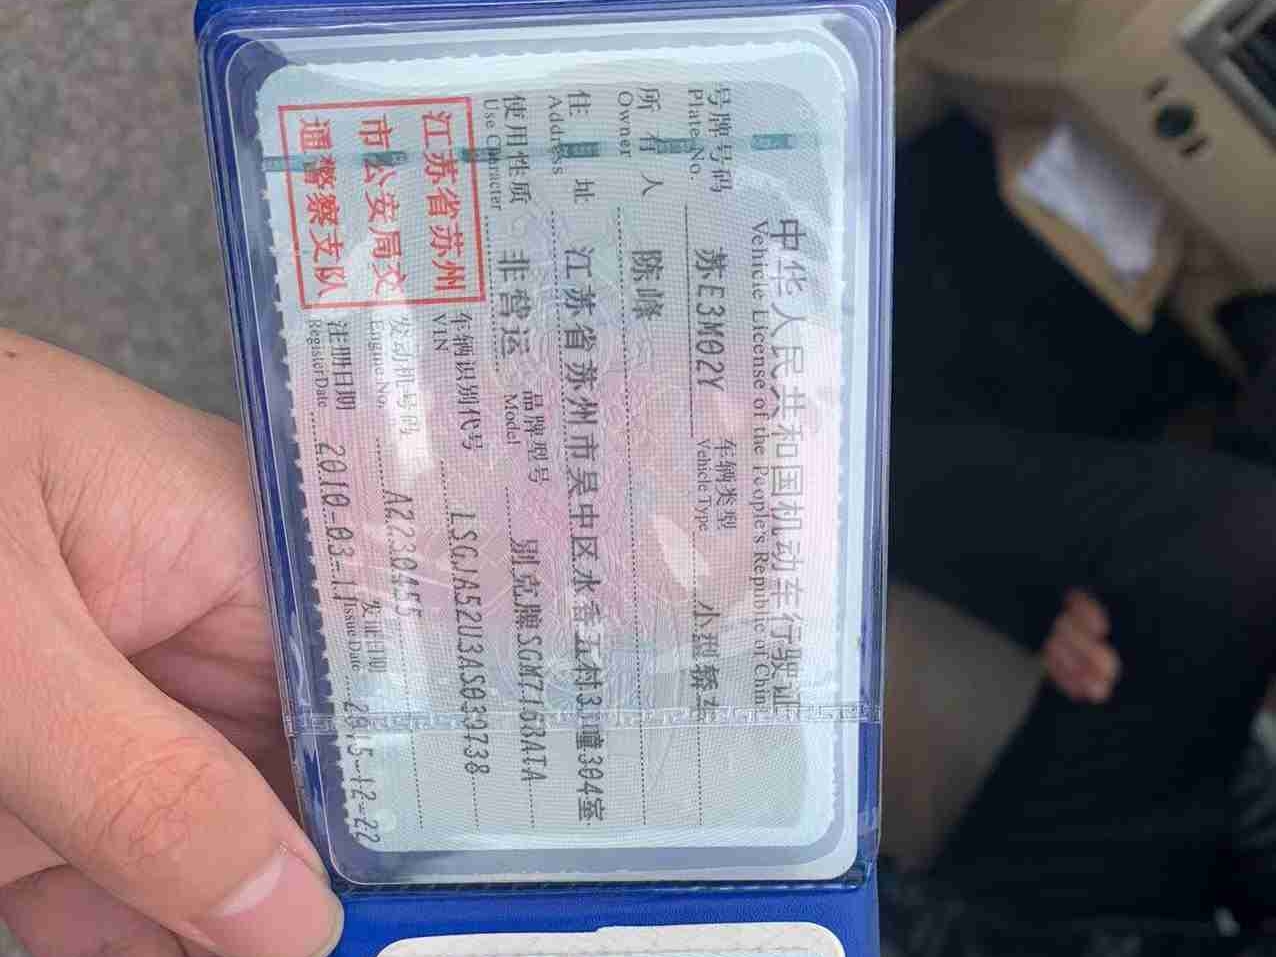 中华人民共和国机动车行驶证
Vehicle License of the People's Republic of China
号牌号码 苏E3M02Y 车辆类型 小型轿车
Plate No. Vehicle Type
所有人 陈峰
Owner
住址 江苏省苏州市吴中区水香五村31幢304室
Address
使用性质 非营运 品牌型号 别克牌SGM7168ATA
Use Character Model
江苏省苏州
市公安局交
通警察支队
车辆识别代号 LSGJA52U3AS039738
VIN
发动机号码 A2230455
Engine No.
注册日期 2010-03-11 发证日期 2015-12-22
Register Date Issue Date